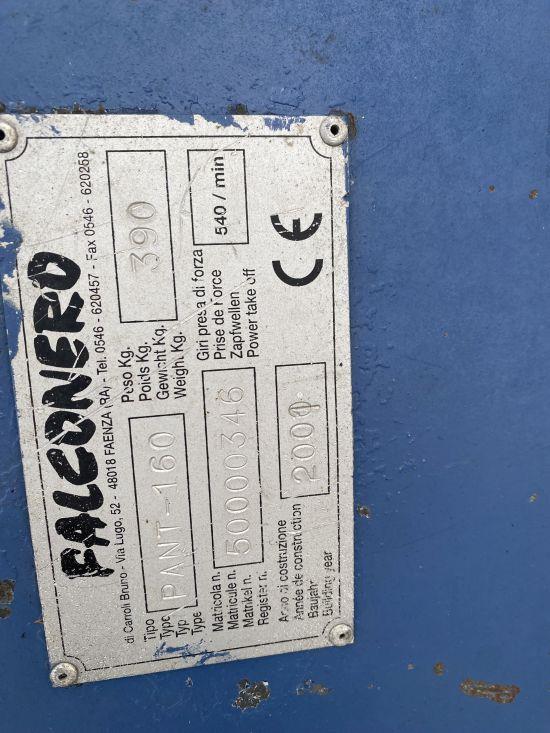 FALCONERO
di Carroli Bruno - Via Lugo, 52 - 48018 FAENZA (RA) - Tel. 0546 - 620457 - Fax 0546 - 620258
Tipo
Type
Typ
Type
PANT-160
Peso Kg.
Poids Kg.
Gewicht Kg.
Weight Kg.
390
Matricola n.
Matricule n.
Matrikel n.
Register n.
50000346
Giri presa di forza
Prise de Force
Zapfwellen
Power take off
540 / min
Anno di costruzione
Année de construction
Baujahr
Building year
2000
CE